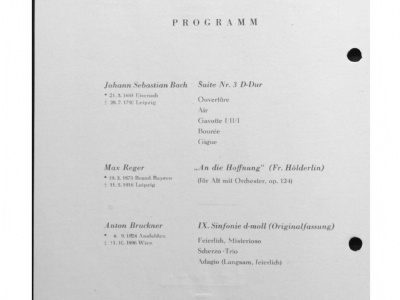 PROGRAMM
Johann Sebastian Bach Suite Nr. 3 D-Dur
* 21. 3. 1685 Eisenach Ouvertüre
† 28. 7. 1750 Leipzig Air
Gavotte I/II/I
Bourée
Gigue
Max Reger „An die Hoffnung" (Fr. Hölderlin)
* 19. 3. 1873 Brand/Bayern (für Alt mit Orchester, op. 124)
† 11. 5. 1916 Leipzig
Anton Bruckner IX. Sinfonie d-moll (Originalfassung)
* 4. 9. 1824 Ansfelden Feierlich, Misterioso
† 11. 10. 1896 Wien Scherzo-Trio
Adagio (Langsam, feierlich)